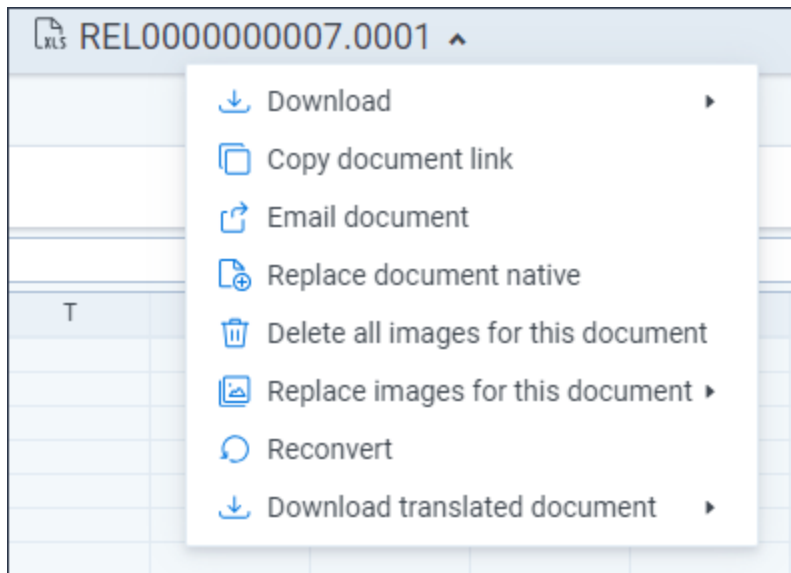 XLS REL0000000007.0001
Download
Copy document link
Email document
Replace document native
T
Delete all images for this document
Replace images for this document
Reconvert
Download translated document